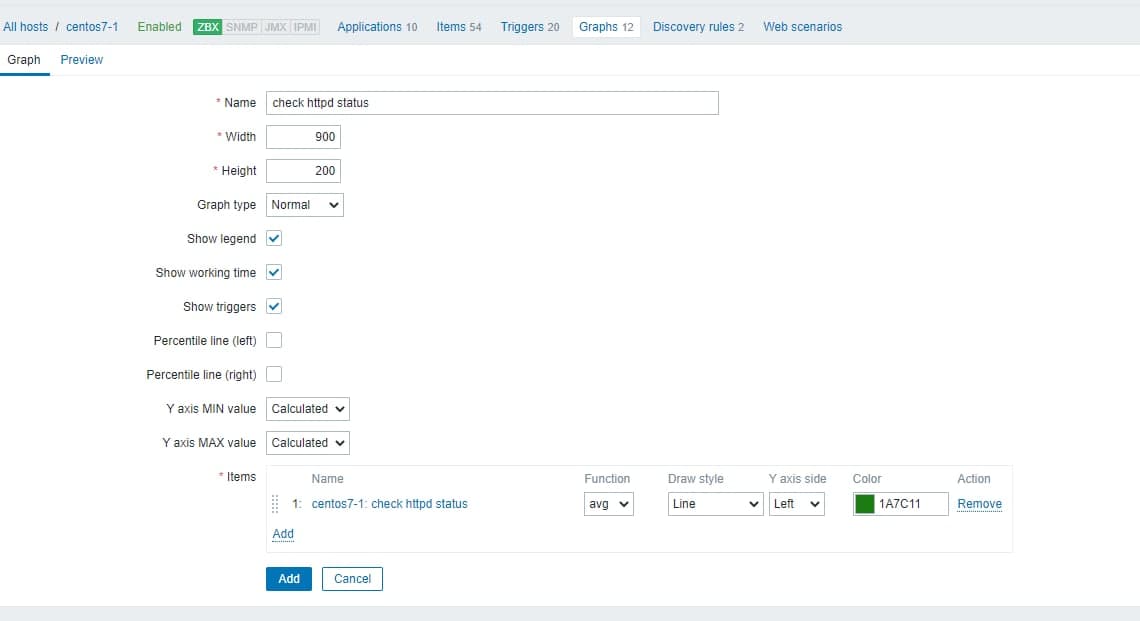 All hosts / centos7-1 Enabled ZBX SNMP JMX IPMI Applications 10 Items 54 Triggers 20 Graphs 12 Discovery rules 2 Web scenarios
Graph Preview
* Name check httpd status
* Width 900
* Height 200
Graph type Normal
Show legend
Show working time
Show triggers
Percentile line (left)
Percentile line (right)
Y axis MIN value Calculated
Y axis MAX value Calculated
* Items Name Function Draw style Y axis side Color Action
1: centos7-1: check httpd status avg Line Left 1A7C11 Remove
Add
Add Cancel